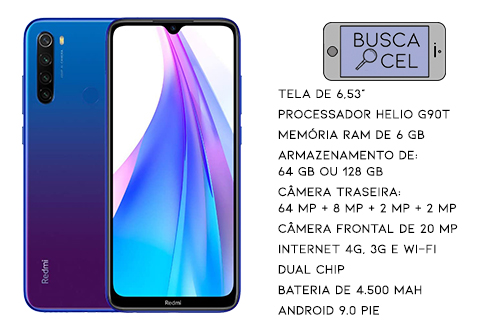 BUSCA
CEL
TELA DE 6,53"
PROCESSADOR HELIO G90T
MEMÓRIA RAM DE 6 GB
ARMAZENAMENTO DE:
64 GB OU 128 GB
CÂMERA TRASEIRA:
64 MP + 8 MP + 2 MP + 2 MP
CÂMERA FRONTAL DE 20 MP
INTERNET 4G, 3G E WI-FI
DUAL CHIP
BATERIA DE 4.500 MAH
ANDROID 9.0 PIE
Redmi
Redmi